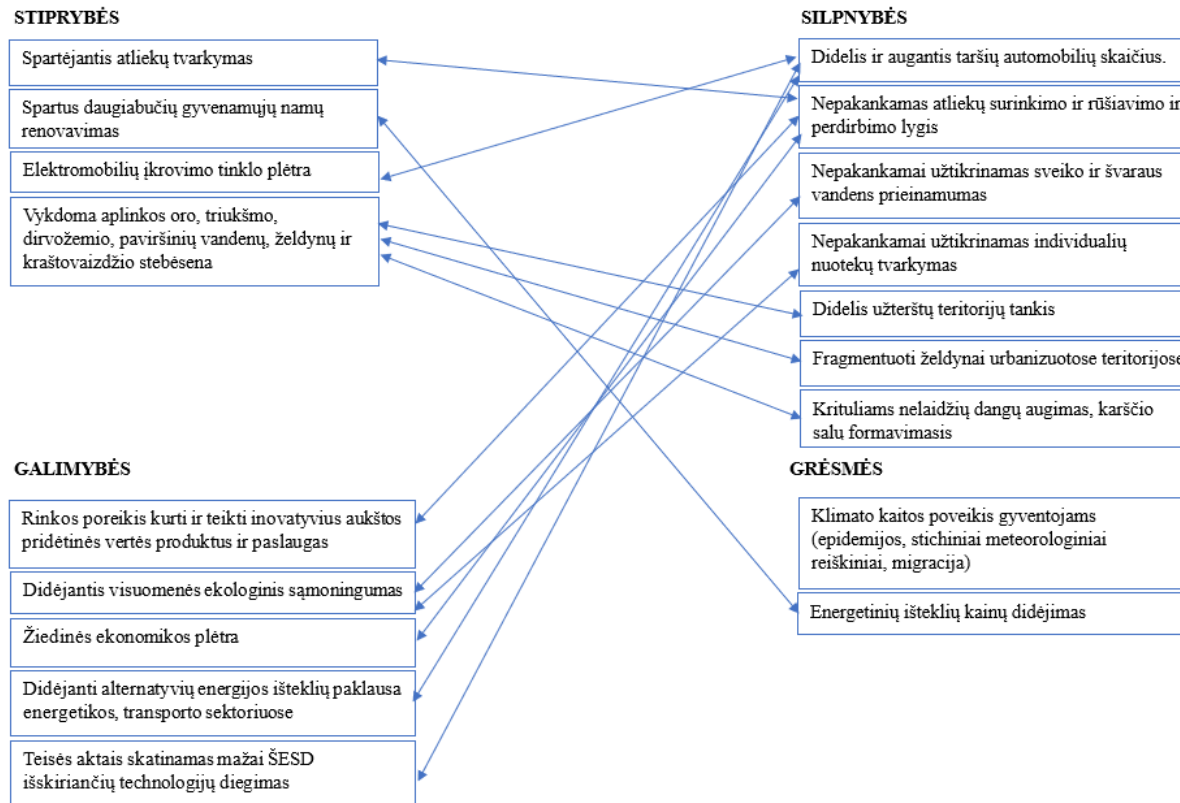 STIPRYBĖS
Spartėjantis atliekų tvarkymas
Spartus daugiabučių gyvenamųjų namų
renovavimas
Elektromobilių įkrovimo tinklo plėtra
Vykdoma aplinkos oro, triukšmo,
dirvožemio, paviršinių vandenų, želdynų ir
kraštovaizdžio stebėsena
SILPNYBĖS
Didelis ir augantis taršių automobilių skaičius.
Nepakankamas atliekų surinkimo ir rūšiavimo ir
perdirbimo lygis
Nepakankamai užtikrinamas sveiko ir švaraus
vandens prieinamumas
Nepakankamai užtikrinamas individualių
nuotekų tvarkymas
Didelis užterštų teritorijų tankis
Fragmentuoti želdynai urbanizuotose teritorijose
Krituliams nelaidžių dangų augimas, karščio
salų formavimasis
GALIMYBĖS
Rinkos poreikis kurti ir teikti inovatyvius aukštos
pridėtinės vertės produktus ir paslaugas
Didėjantis visuomenės ekologinis sąmoningumas
Žiedinės ekonomikos plėtra
Didėjanti alternatyvių energijos išteklių paklausa
energetikos, transporto sektoriuose
Teisės aktais skatinamas mažai ŠESD
išskiriančių technologijų diegimas
GRĖSMĖS
Klimato kaitos poveikis gyventojams
(epidemijos, stichiniai meteorologiniai
reiškiniai, migracija)
Energetinių išteklių kainų didėjimas